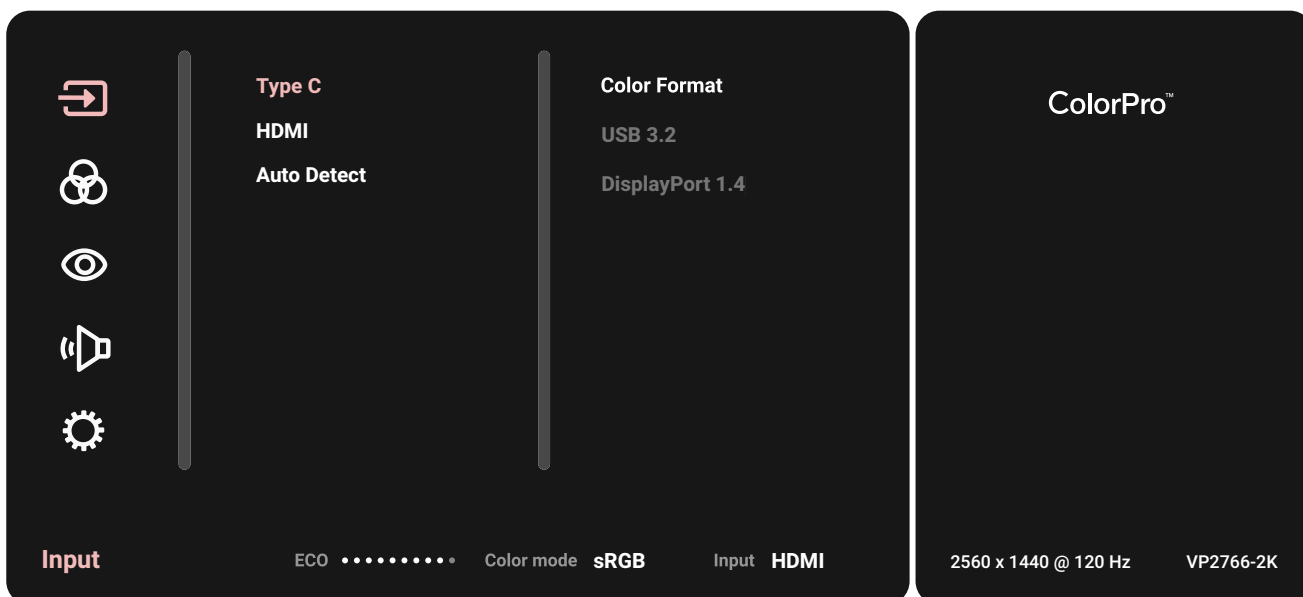 Type C
HDMI
Auto Detect
Color Format
USB 3.2
DisplayPort 1.4
ColorPro™
Input
ECO
Color mode sRGB
Input HDMI
2560 x 1440 @ 120 Hz
VP2766-2K